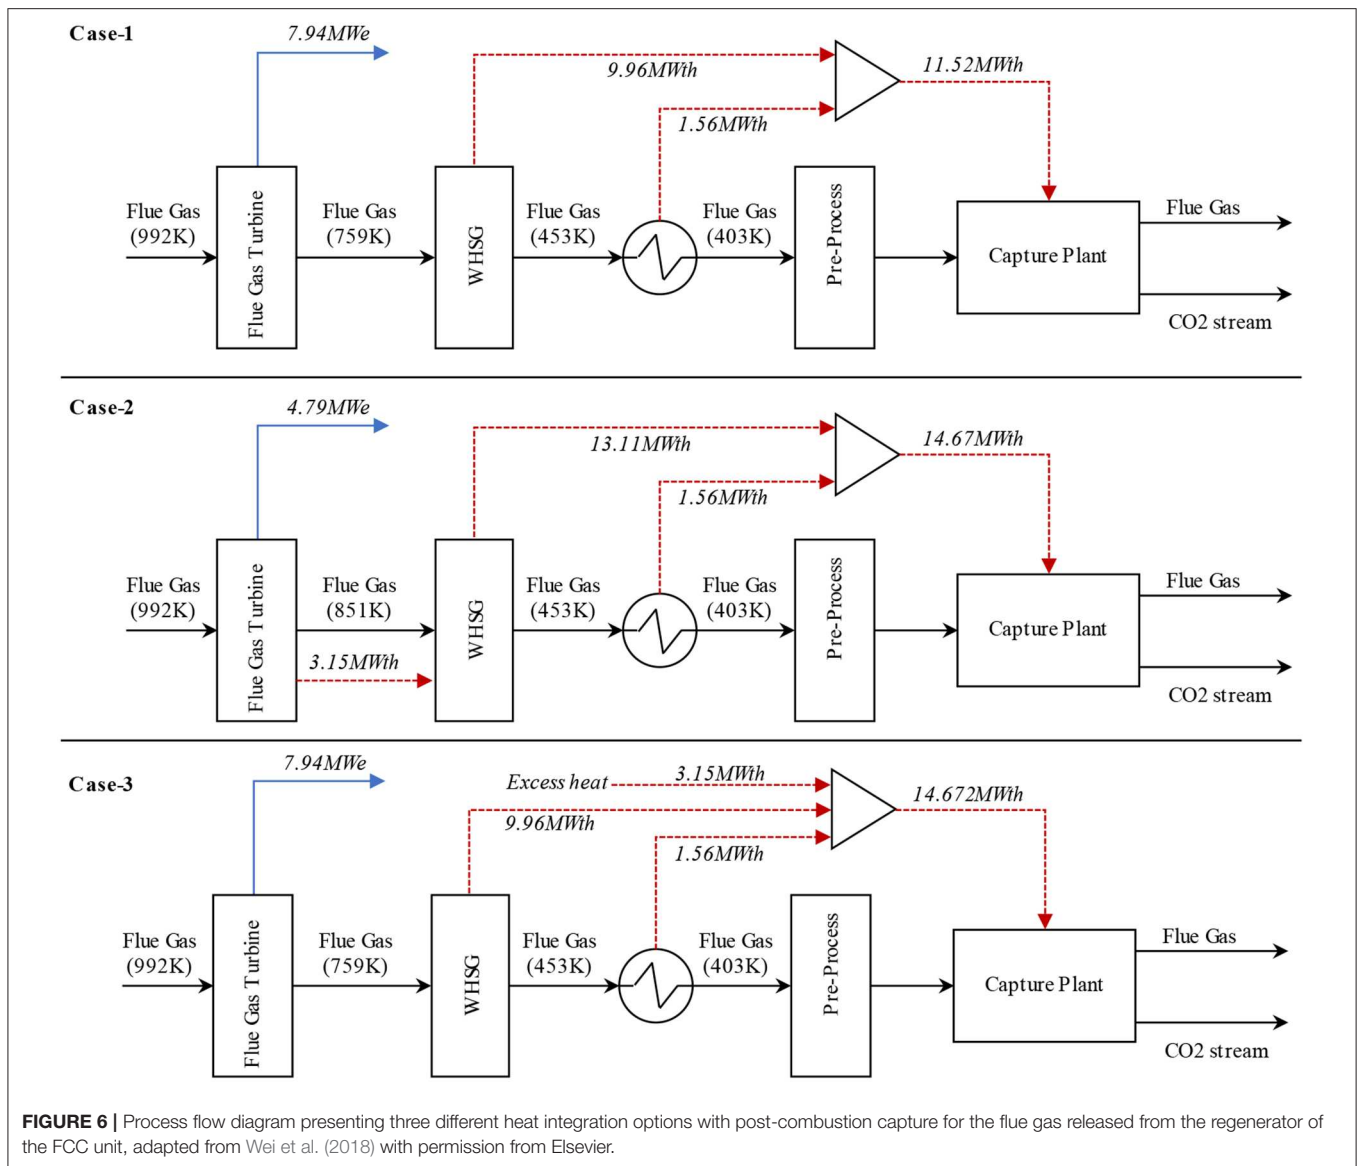 Case-1
7.94MWe
9.96MWth
11.52MWth
1.56MWth
Flue Gas
(992K)
Flue Gas Turbine
Flue Gas
(759K)
WHSG
Flue Gas
(453K)
Flue Gas
(403K)
Pre-Process
Capture Plant
Flue Gas
CO2 stream
Case-2
4.79MWe
13.11MWth
14.67MWth
1.56MWth
Flue Gas
(992K)
Flue Gas Turbine
Flue Gas
(851K)
3.15MWth
WHSG
Flue Gas
(453K)
Flue Gas
(403K)
Pre-Process
Capture Plant
Flue Gas
CO2 stream
Case-3
7.94MWe
Excess heat
3.15MWth
9.96MWth
14.672MWth
1.56MWth
Flue Gas
(992K)
Flue Gas Turbine
Flue Gas
(759K)
WHSG
Flue Gas
(453K)
Flue Gas
(403K)
Pre-Process
Capture Plant
Flue Gas
CO2 stream
FIGURE 6 | Process flow diagram presenting three different heat integration options with post-combustion capture for the flue gas released from the regenerator of
the FCC unit, adapted from Wei et al. (2018) with permission from Elsevier.